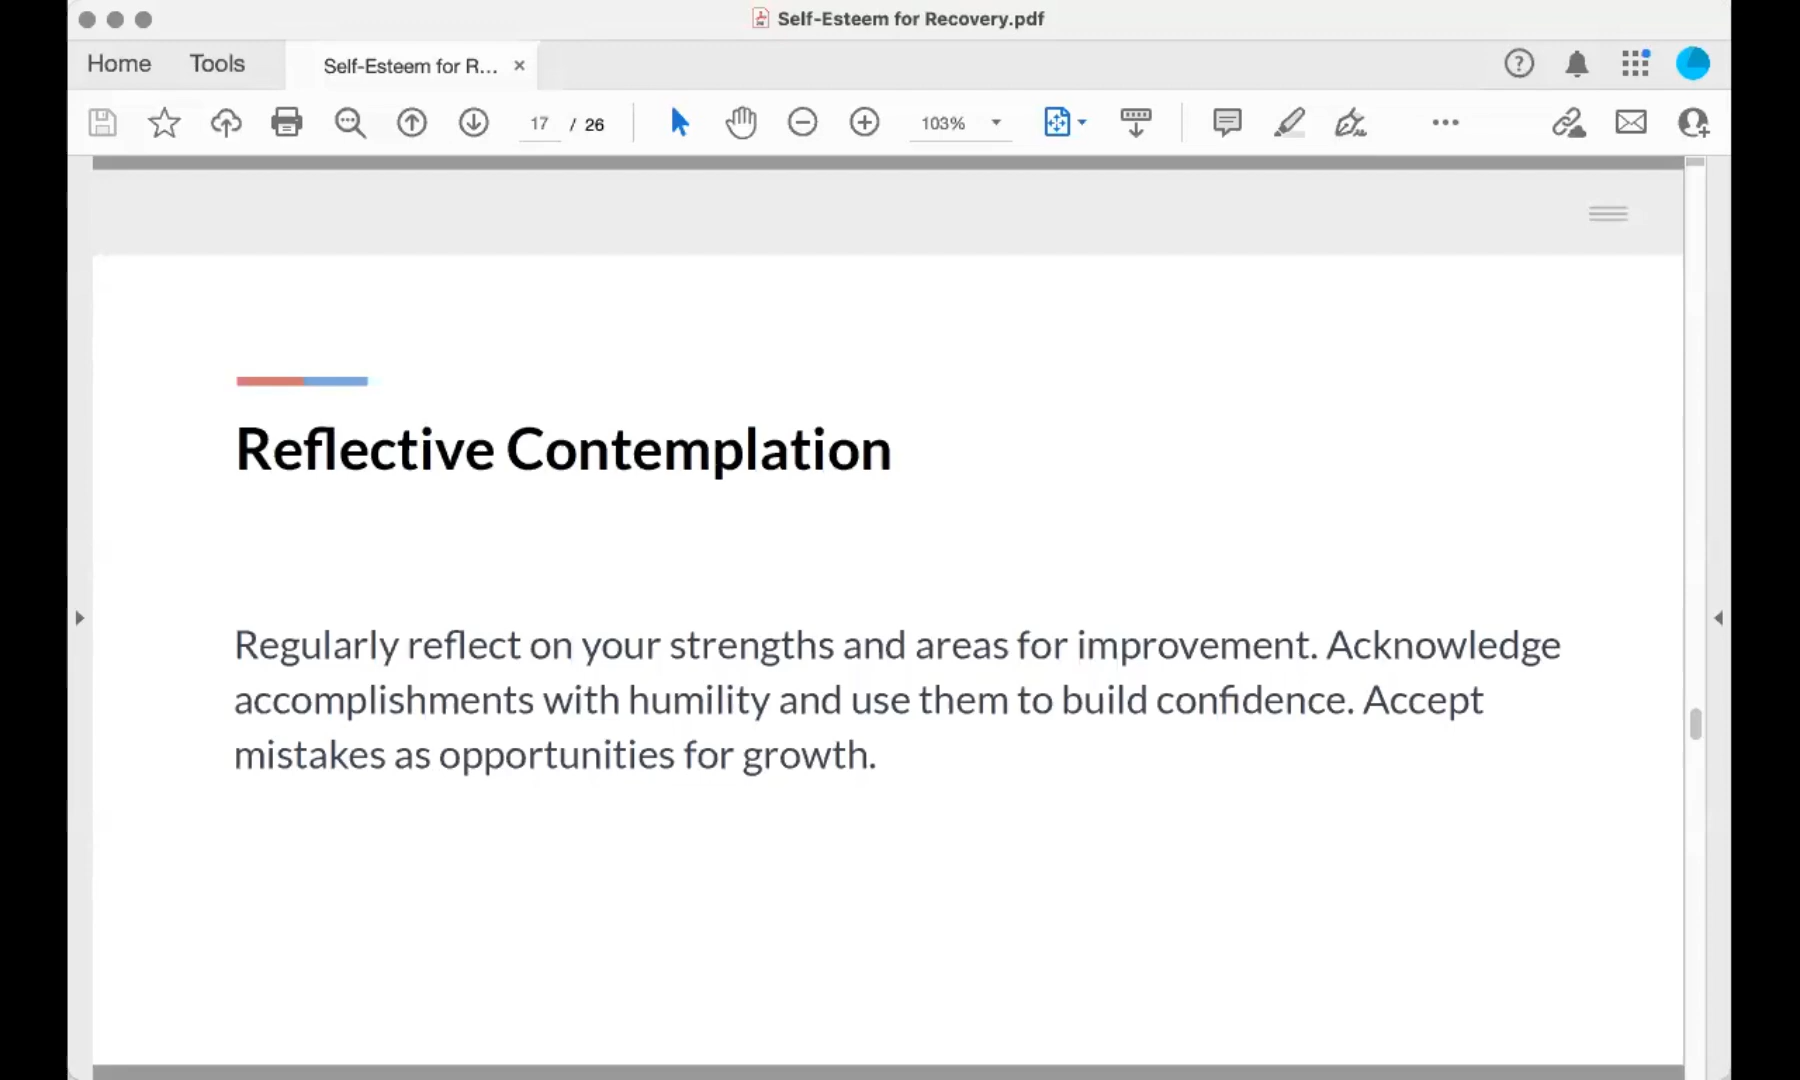 Self-Esteem for Recovery.pdf
Home Tools Self-Esteem for R... ×
17 / 26 103%
Reflective Contemplation
Regularly reflect on your strengths and areas for improvement. Acknowledge
accomplishments with humility and use them to build confidence. Accept
mistakes as opportunities for growth.